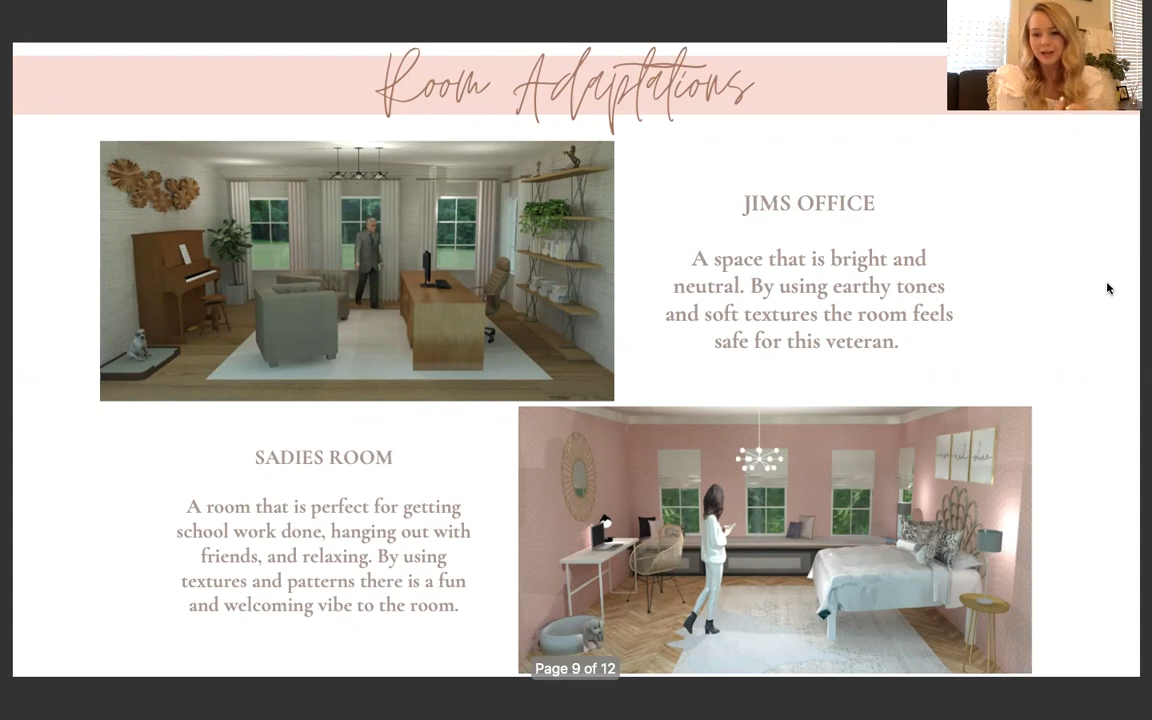 Room Adaptations
JIMS OFFICE
A space that is bright and
neutral. By using earthy tones
and soft textures the room feels
safe for this veteran.
SADIES ROOM
A room that is perfect for getting
school work done, hanging out with
friends, and relaxing. By using
textures and patterns there is a fun
and welcoming vibe to the room.
Page 9 of 12